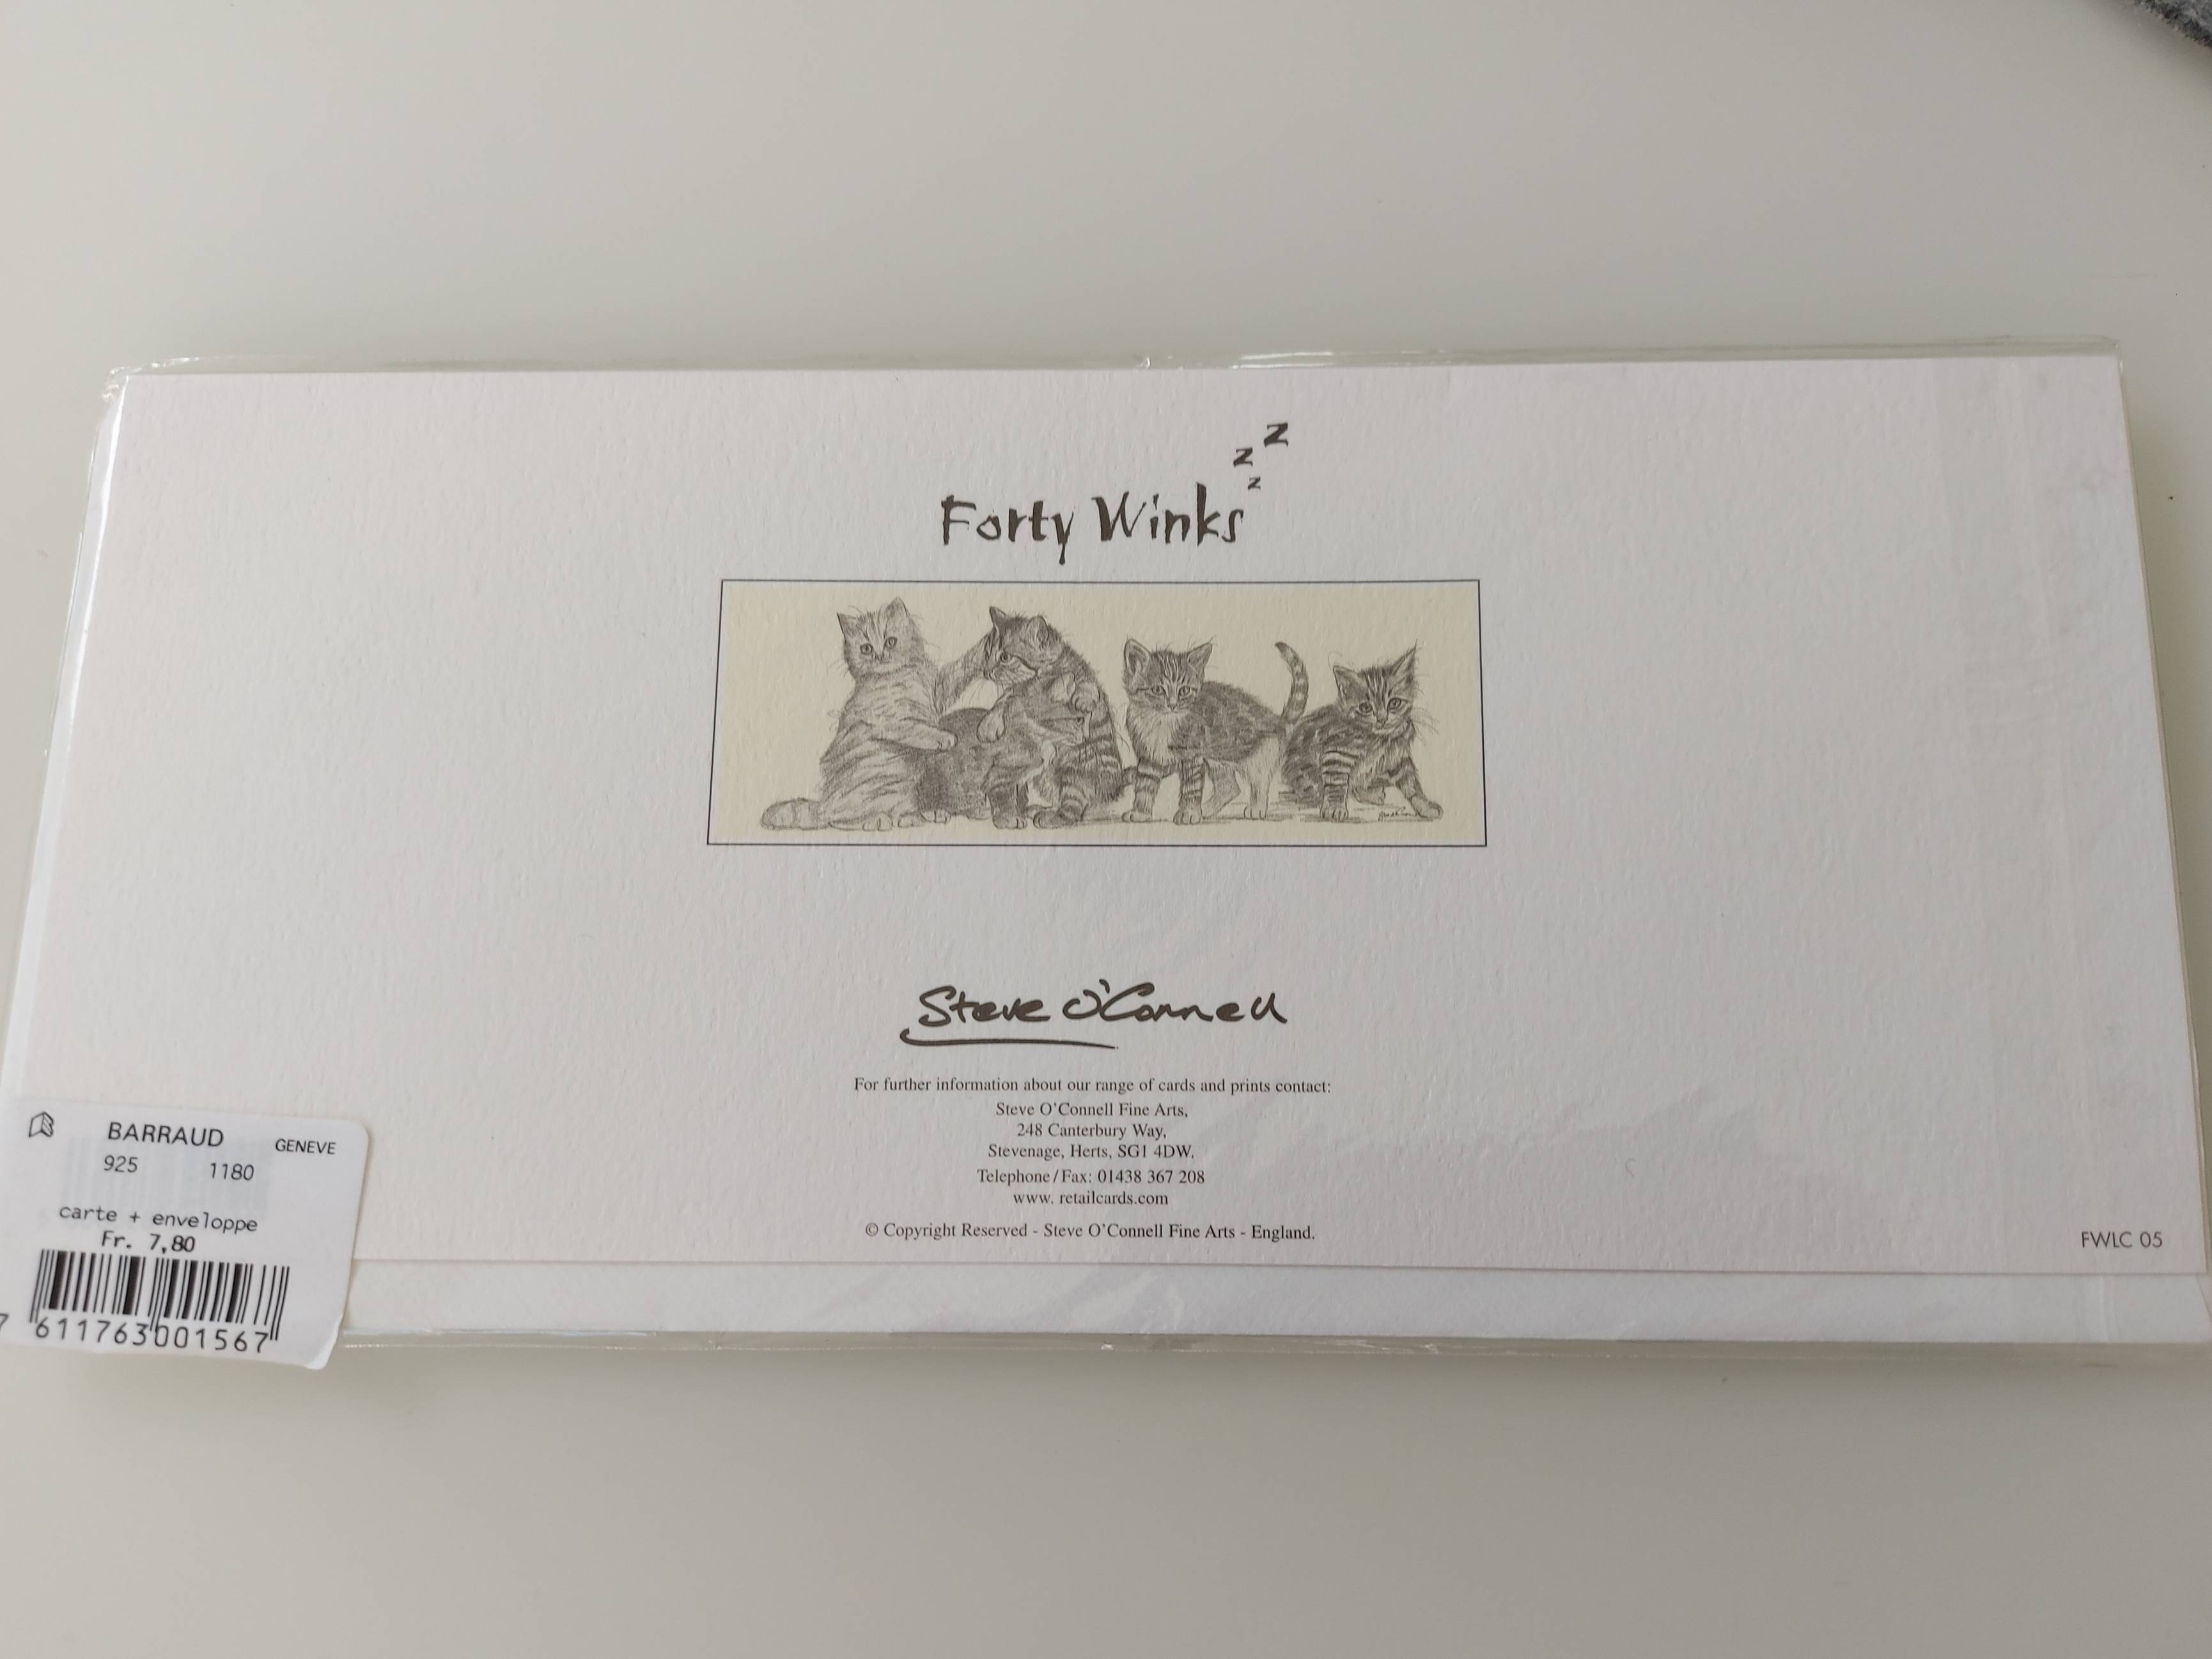 z z z
Forty Winks
Steve O'Connell
For further information about our range of cards and prints contact:
Steve O'Connell Fine Arts,
248 Canterbury Way,
Stevenage, Herts, SG1 4DW.
Telephone/Fax: 01438 367 208
www. retailcards.com
© Copyright Reserved - Steve O'Connell Fine Arts - England.
FWLC 05
BARRAUD GENEVE
925 1180
carte + enveloppe
Fr. 7,80
7 611763 001567